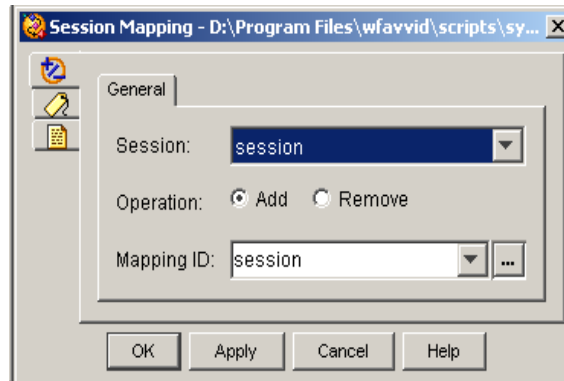 Session Mapping - D:\Program Files\wfavvid\scripts\sy...
General
Session: session
Operation: Add Remove
Mapping ID: session ...
OK Apply Cancel Help